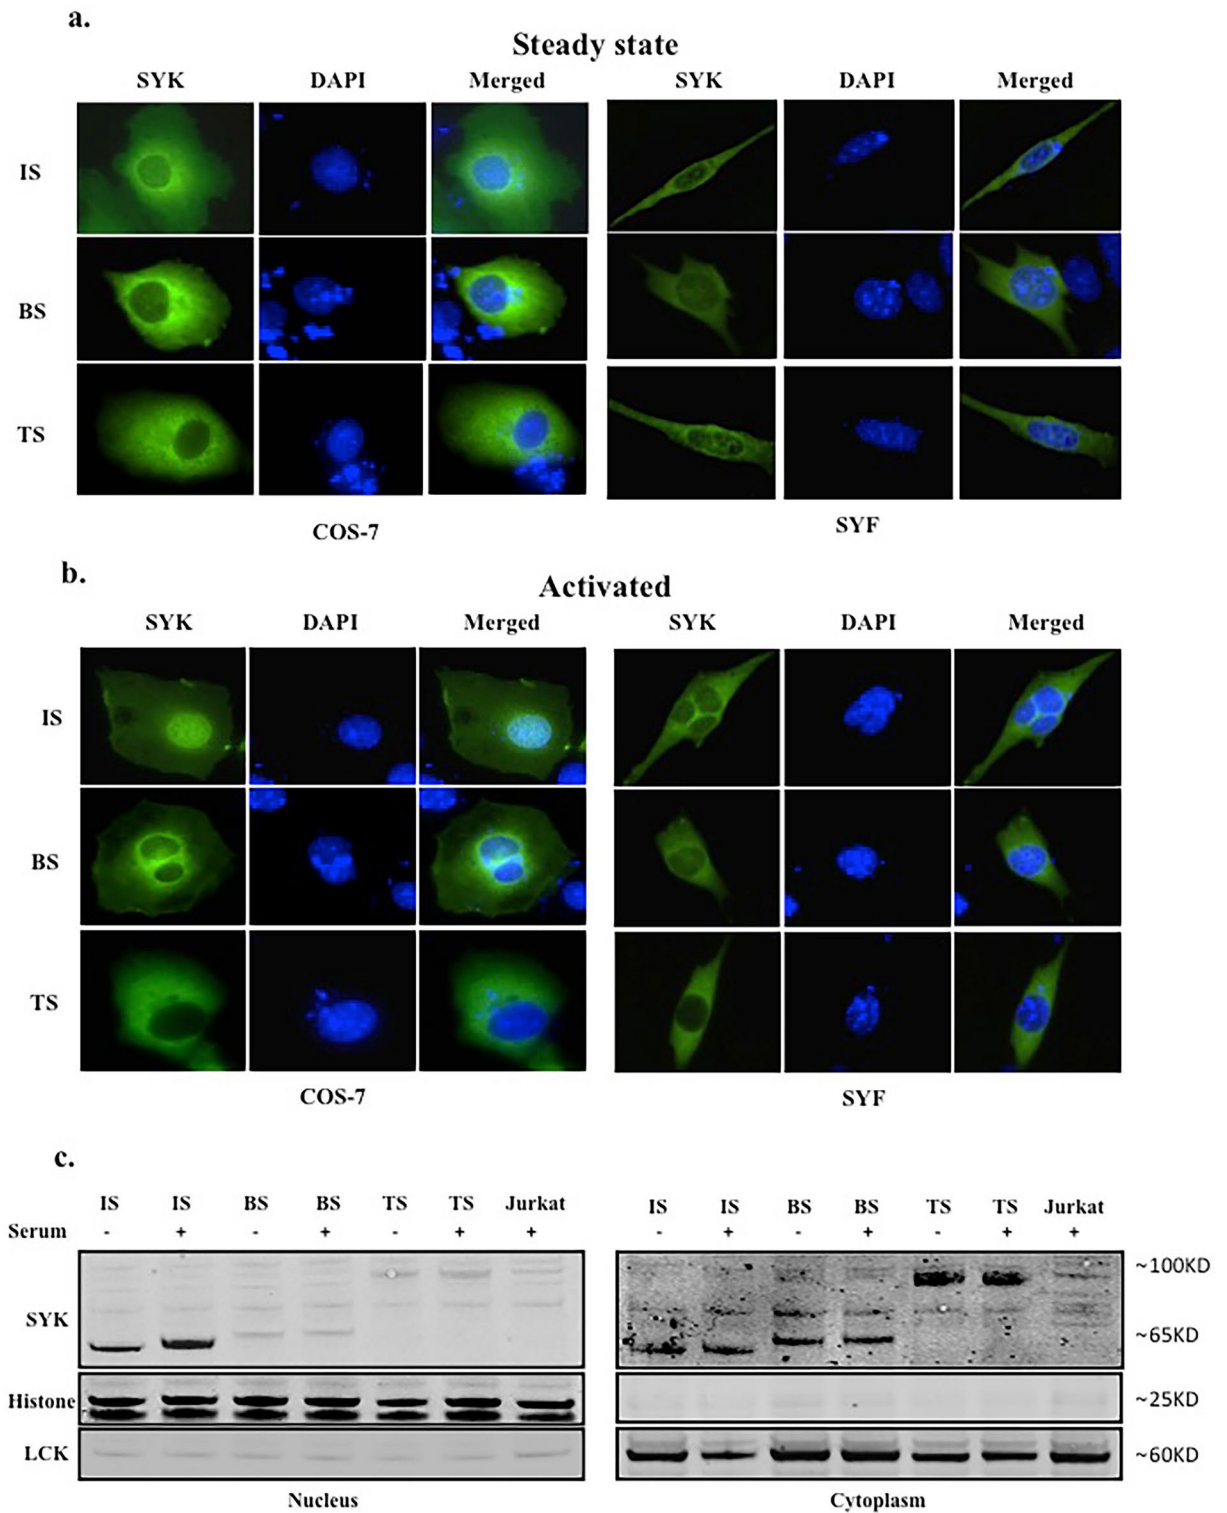 a.
Steady state
SYK DAPI Merged SYK DAPI Merged
IS
BS
TS
COS-7 SYF
b.
Activated
SYK DAPI Merged SYK DAPI Merged
IS
BS
TS
COS-7 SYF
c.
IS IS BS BS TS TS Jurkat IS IS BS BS TS TS Jurkat
Serum - + - + - + + - + - + - + +
~100KD
SYK
~65KD
Histone ~25KD
LCK ~60KD
Nucleus Cytoplasm